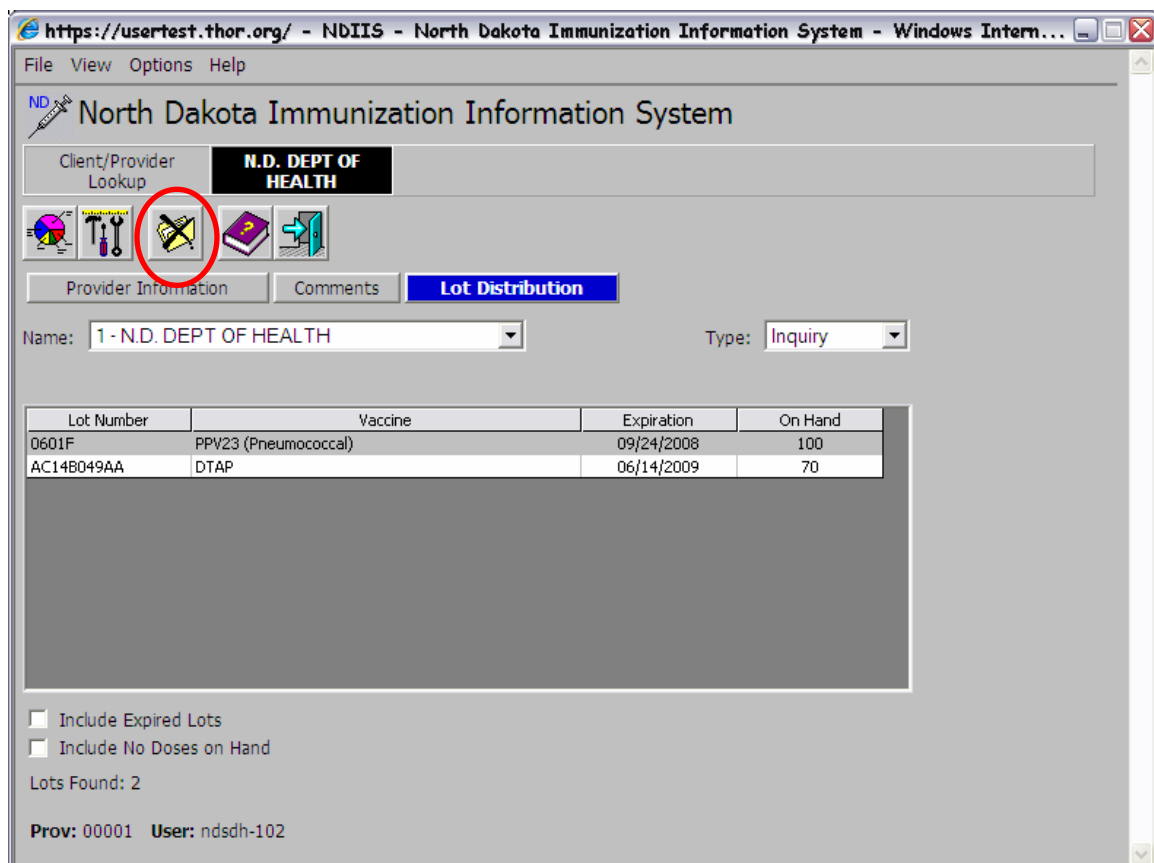 https://usertest.thor.org/ - NDIIS - North Dakota Immunization Information System - Windows Intern...
File View Options Help
ND North Dakota Immunization Information System
Client/Provider Lookup
N.D. DEPT OF HEALTH
?
Provider Information Comments Lot Distribution
Name: 1 - N.D. DEPT OF HEALTH Type: Inquiry
Lot Number Vaccine Expiration On Hand
0601F PPV23 (Pneumococcal) 09/24/2008 100
AC14B049AA DTAP 06/14/2009 70
Include Expired Lots
Include No Doses on Hand
Lots Found: 2
Prov: 00001 User: ndsdh-102